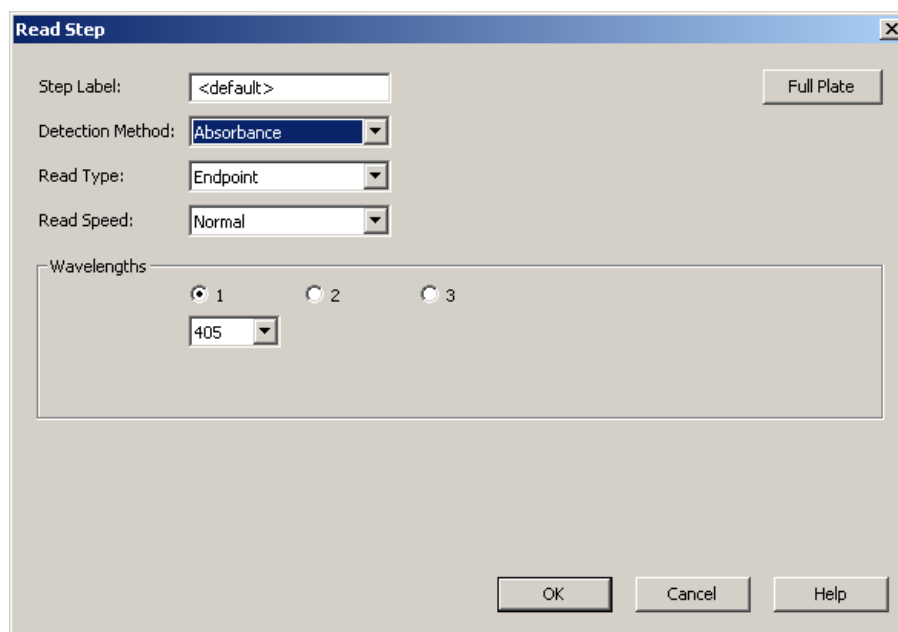 Read Step
Step Label: <default> Full Plate
Detection Method: Absorbance
Read Type: Endpoint
Read Speed: Normal
Wavelengths
1 2 3
405
OK Cancel Help